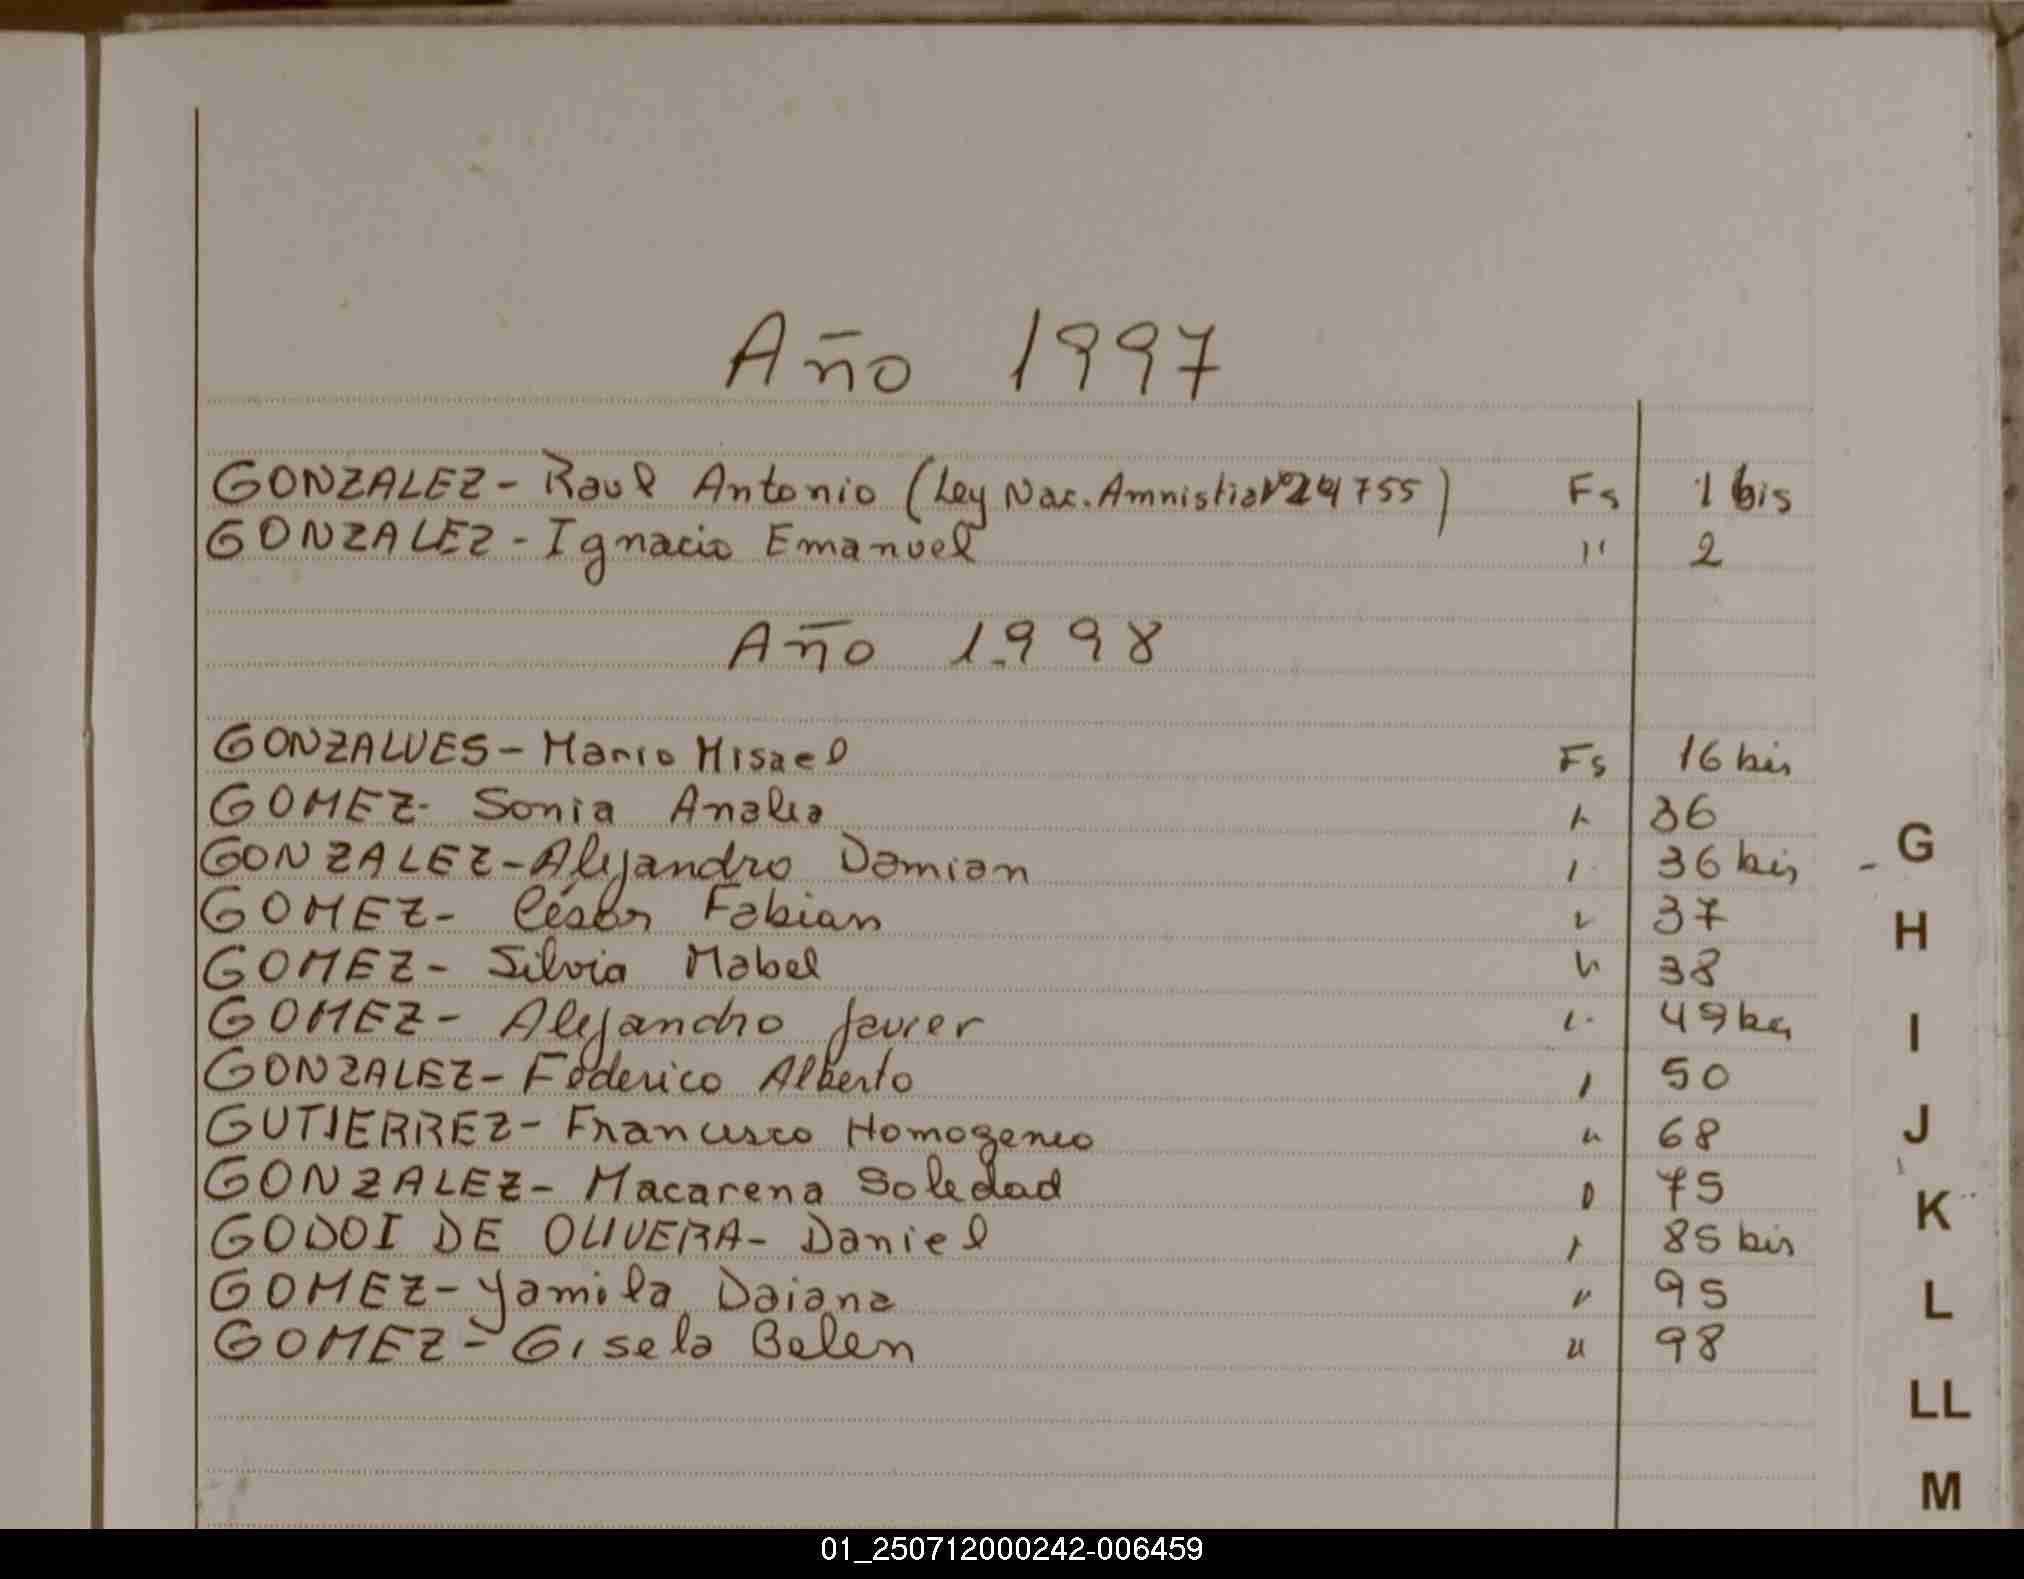 Año 1997
GONZALEZ - Raul Antonio (Ley Nac. Amnistia Nº 24755) Fs 1 bis
GONZALEZ - Ignacio Emanuel " 2
Año 1.998
GONZALVES - Mario Misael Fs 16 bis
GOMEZ - Sonia Analia " 36
GONZALEZ - Alejandro Damian " 36 bis
GOMEZ - César Fabian " 37
GOMEZ - Silvia Mabel " 38
GOMEZ - Alejandro Javier " 49 bis
GONZALEZ - Federico Alberto " 50
GUTIERREZ - Francisco Homogeneo " 68
GONZALEZ - Macarena Soledad " 75
GODOI DE OLIVERA - Daniel " 85 bis
GOMEZ - Yamila Daiana " 95
GOMEZ - Gisela Belen " 98
G
H
I
J
K
L
LL
M
01_250712000242-006459